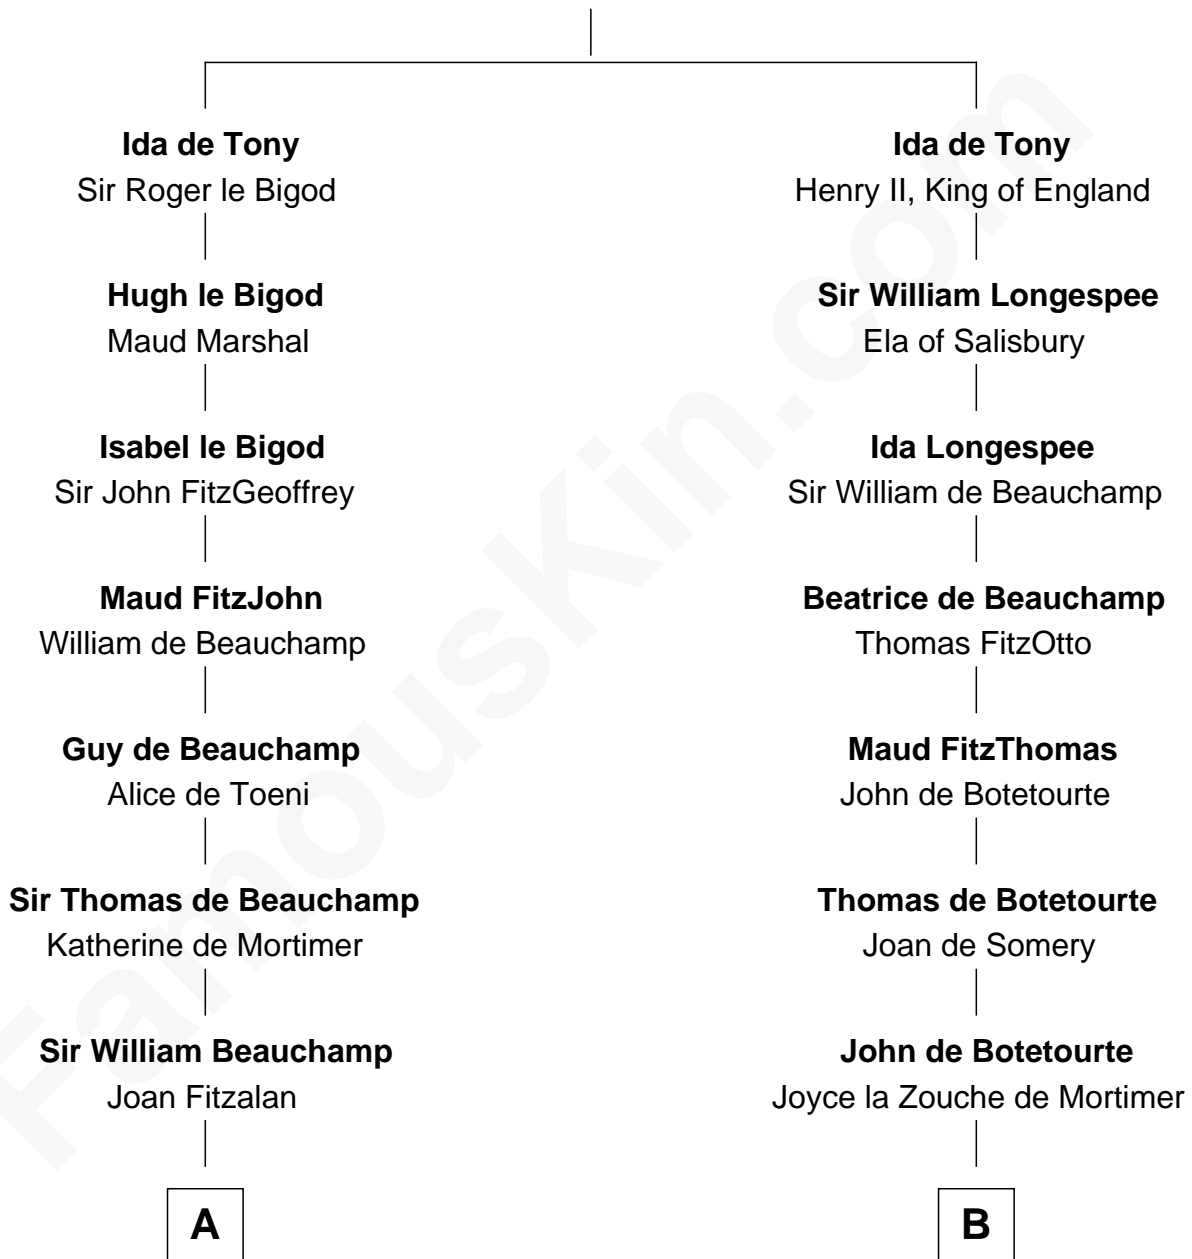 Ida de Tony
Sir Roger le Bigod
Hugh le Bigod
Maud Marshal
Isabel le Bigod
Sir John FitzGeoffrey
Maud FitzJohn
William de Beauchamp
Guy de Beauchamp
Alice de Toeni
Sir Thomas de Beauchamp
Katherine de Mortimer
Sir William Beauchamp
Joan Fitzalan
A
Ida de Tony
Henry II, King of England
Sir William Longespee
Ela of Salisbury
Ida Longespee
Sir William de Beauchamp
Beatrice de Beauchamp
Thomas FitzOtto
Maud FitzThomas
John de Botetourte
Thomas de Botetourte
Joan de Somery
John de Botetourte
Joyce la Zouche de Mortimer
B
FamousKin.com